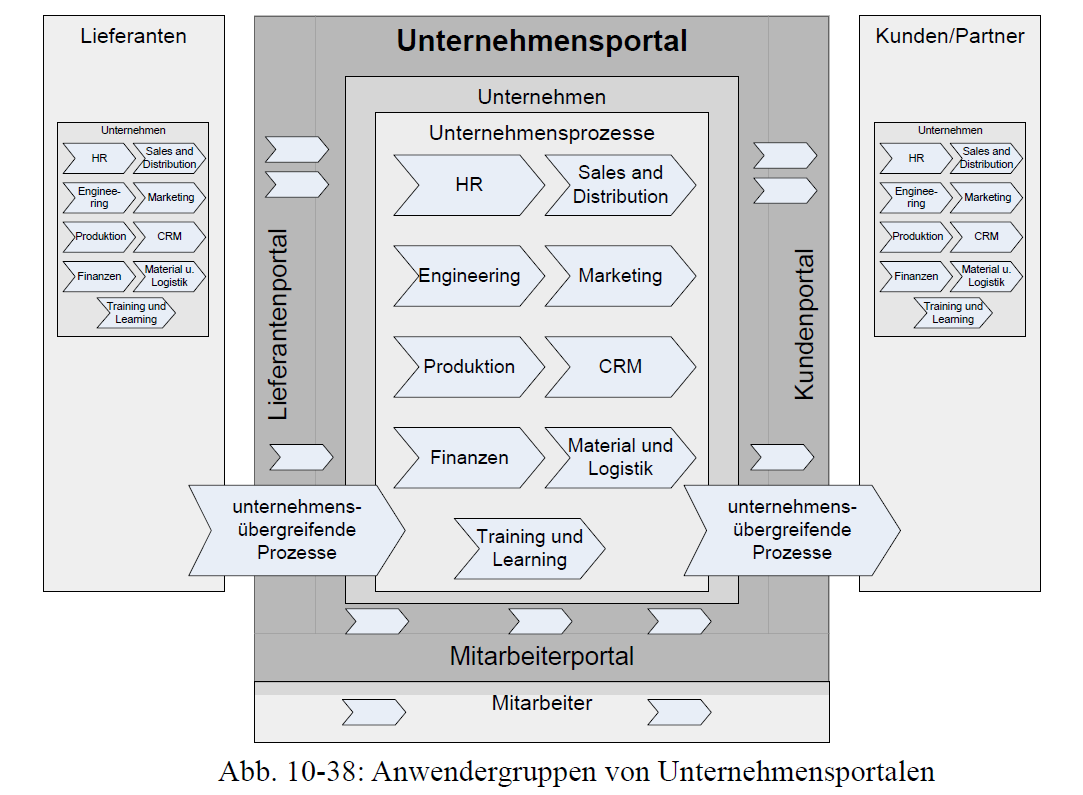 Lieferanten
Unternehmen
HR
Sales and
Distribution
Enginee-
ring
Marketing
Produktion
CRM
Finanzen
Material u.
Logistik
Training und
Learning
Unternehmensportal
Unternehmen
Unternehmensprozesse
HR
Sales and
Distribution
Engineering
Marketing
Produktion
CRM
Finanzen
Material und
Logistik
Training und
Learning
Lieferantenportal
Kundenportal
unternehmens-
übergreifende
Prozesse
unternehmens-
übergreifende
Prozesse
Mitarbeiterportal
Mitarbeiter
Kunden/Partner
Unternehmen
HR
Sales and
Distribution
Enginee-
ring
Marketing
Produktion
CRM
Finanzen
Material u.
Logistik
Training und
Learning
Abb. 10-38: Anwendergruppen von Unternehmensportalen